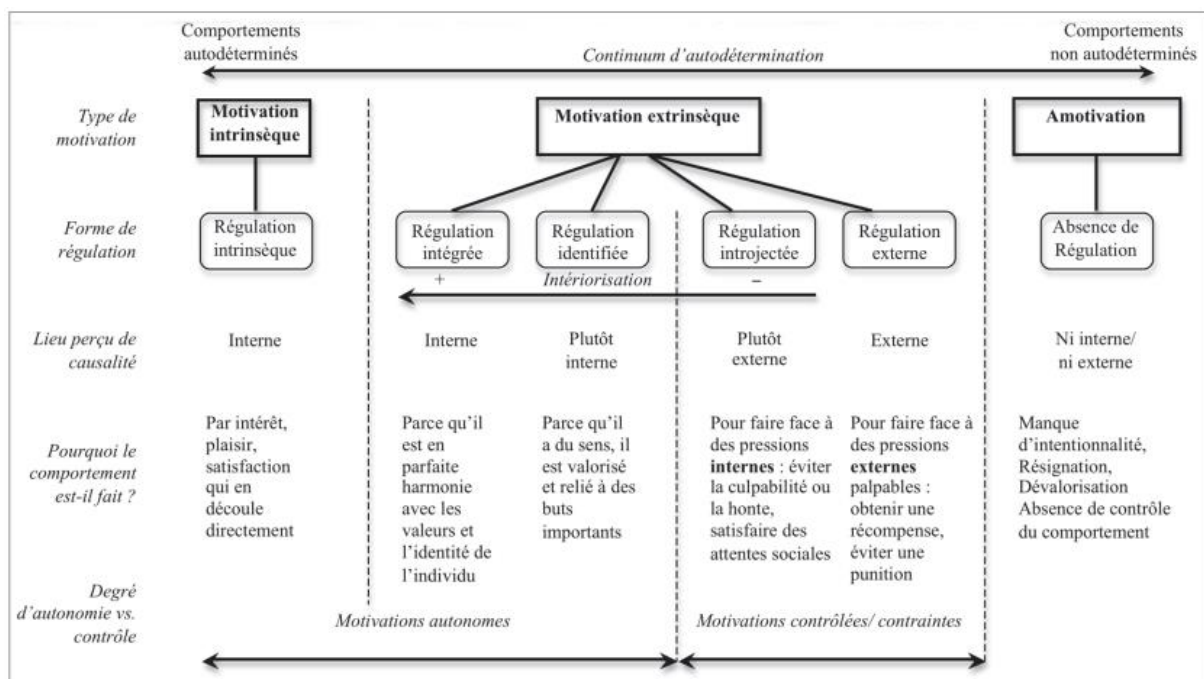 Comportements
autodéterminés
Continuum d'autodétermination
Comportements
non autodéterminés
Type de
motivation
Motivation
intrinsèque
Motivation extrinsèque
Amotivation
Forme de
régulation
Régulation
intrinsèque
Régulation
intégrée
Régulation
identifiée
Régulation
introjectée
Régulation
externe
Absence de
Régulation
+
Intériorisation
–
Lieu perçu de
causalité
Interne
Interne
Plutôt
interne
Plutôt
externe
Externe
Ni interne/
ni externe
Pourquoi le
comportement
est-il fait ?
Par intérêt,
plaisir,
satisfaction
qui en
découle
directement
Parce qu'il
est en
parfaite
harmonie
avec les
valeurs et
l'identité de
l'individu
Parce qu'il
a du sens, il
est valorisé
et relié à des
buts
importants
Pour faire face à
des pressions
internes : éviter
la culpabilité ou
la honte,
satisfaire des
attentes sociales
Pour faire face à
des pressions
externes
palpables :
obtenir une
récompense,
éviter une
punition
Manque
d'intentionnalité,
Résignation,
Dévalorisation
Absence de contrôle
du comportement
Degré
d'autonomie vs.
contrôle
Motivations autonomes
Motivations contrôlées/ contraintes